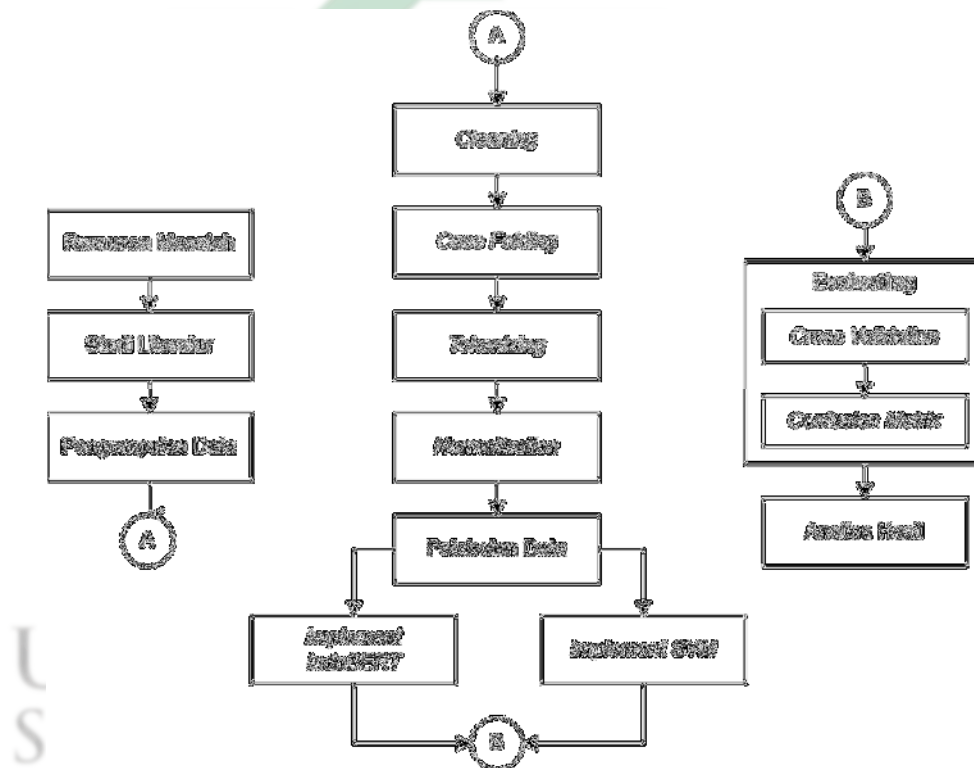 Rumusan Masalah
Studi Literatur
Pengumpulan Data
A
A
Cleaning
Case Folding
Tokenizing
Normalization
Pelabelan Data
Implement
IndoBERT
Implement SVM
B
B
Evaluating
Cross Validation
Confusion Matrix
Analisa Hasil
U
S